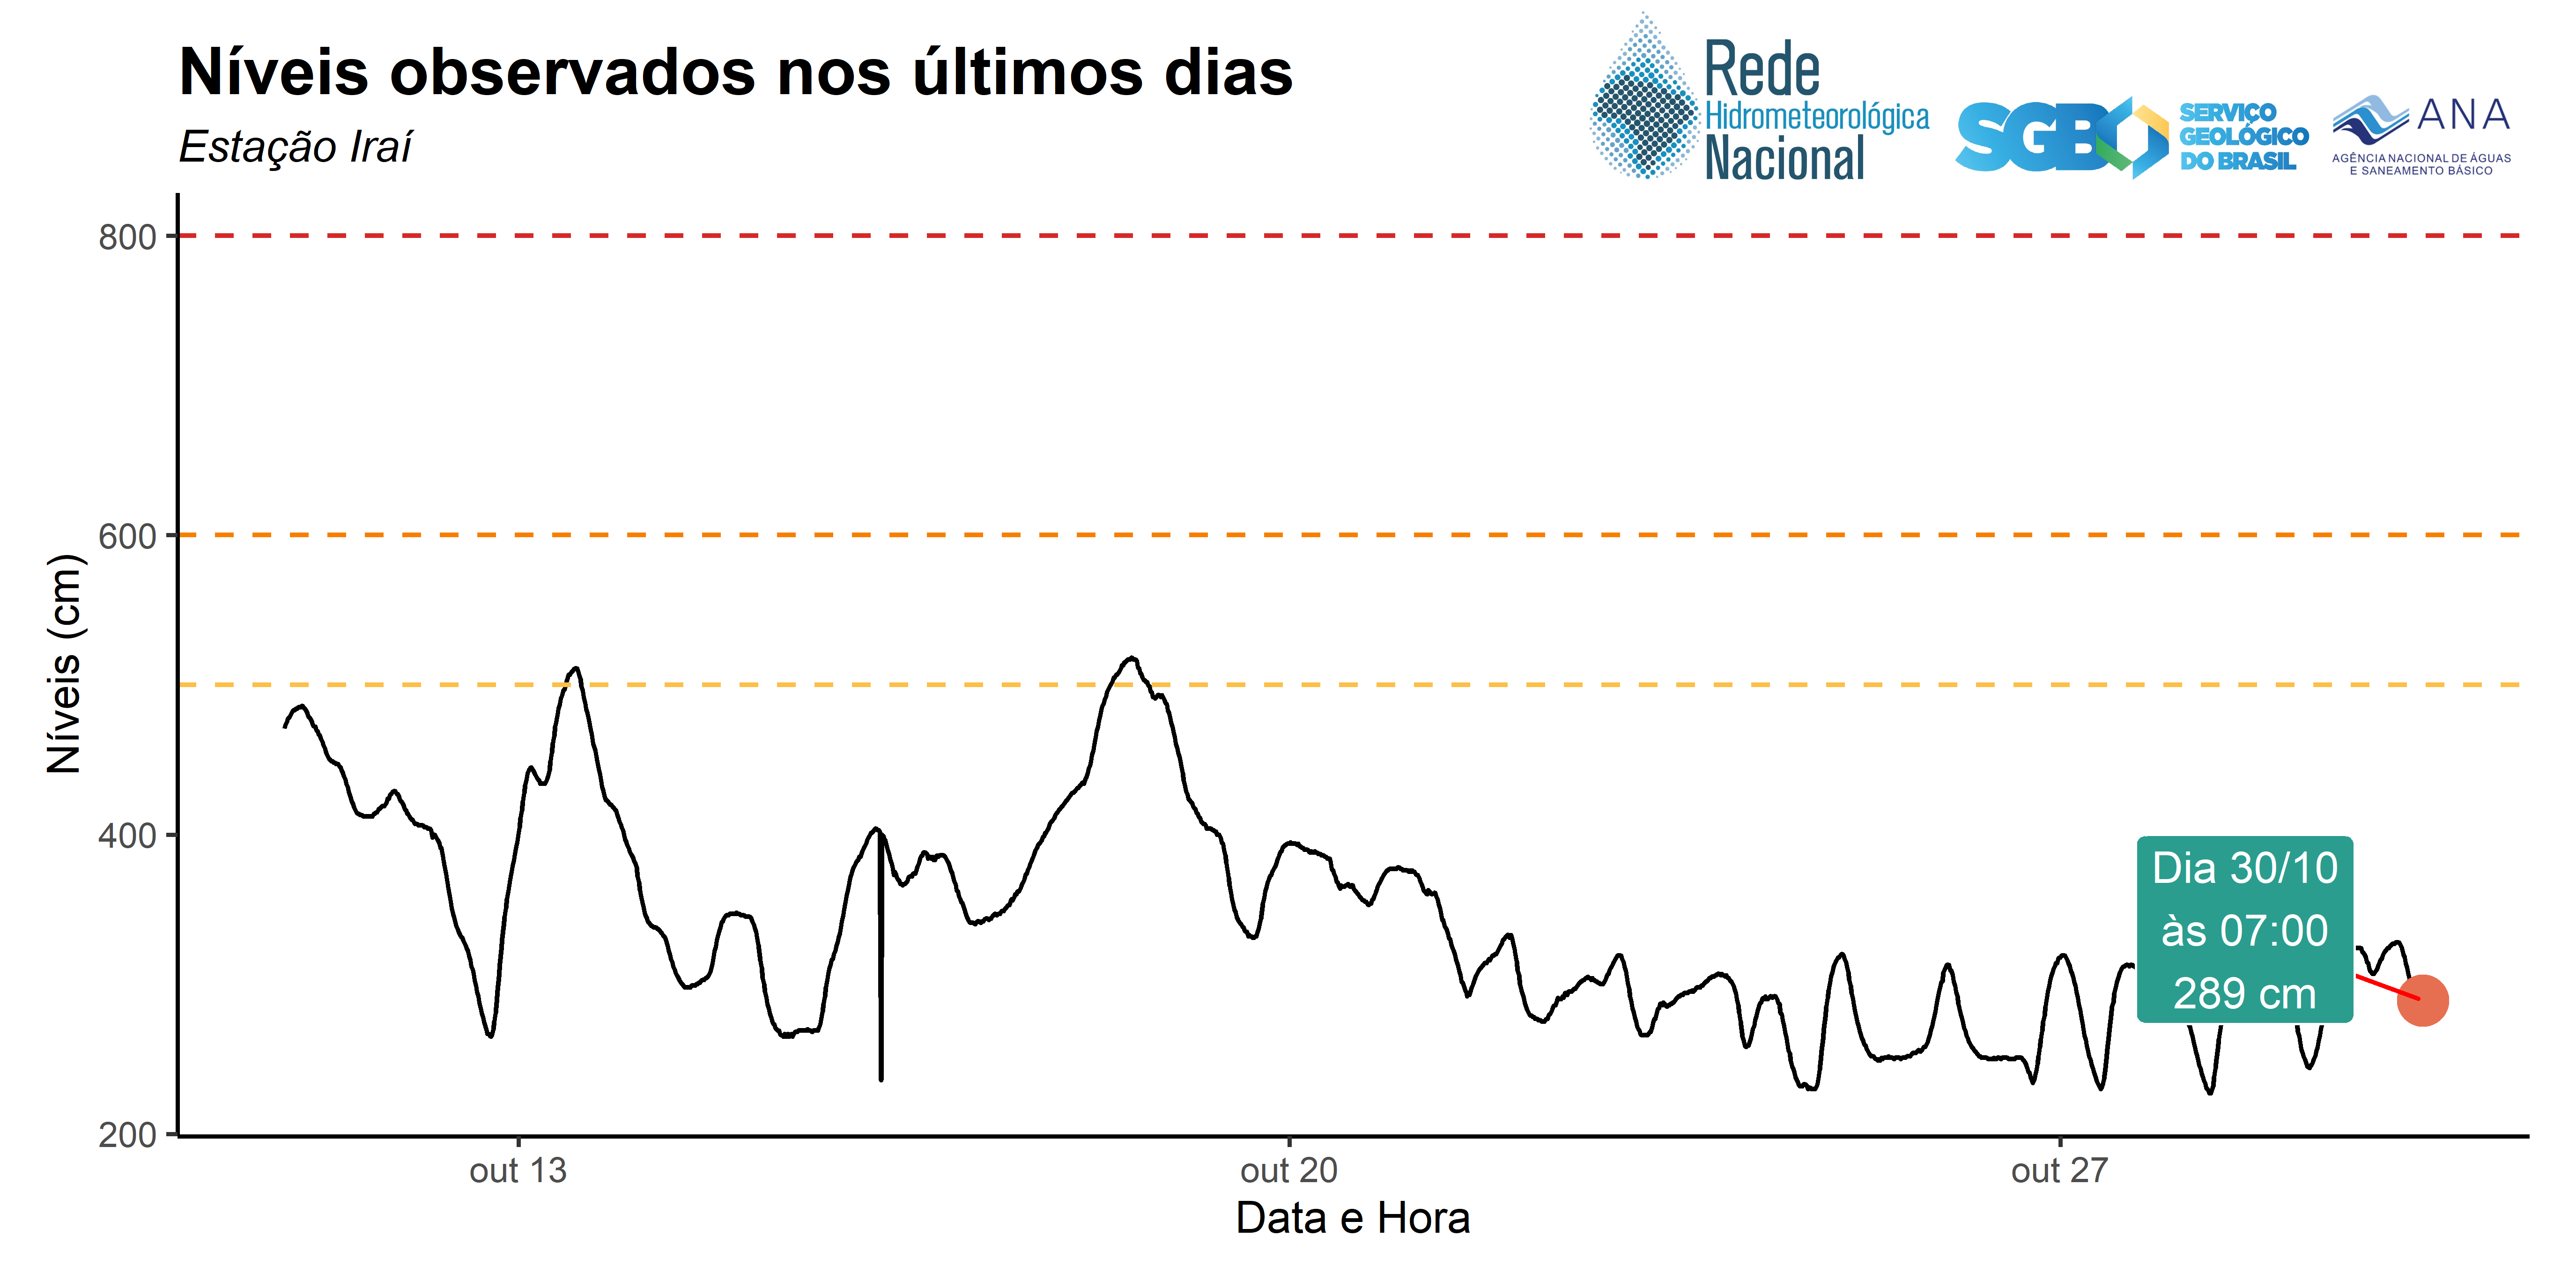 Níveis observados nos últimos dias
Estação Iraí
Rede
Hidrometeorológica
Nacional
SGB
SERVIÇO
GEOLÓGICO
DO BRASIL
ANA
AGÊNCIA NACIONAL DE ÁGUAS
E SANEAMENTO BÁSICO
Níveis (cm)
800
600
400
200
Dia 30/10
às 07:00
289 cm
out 13
out 20
out 27
Data e Hora